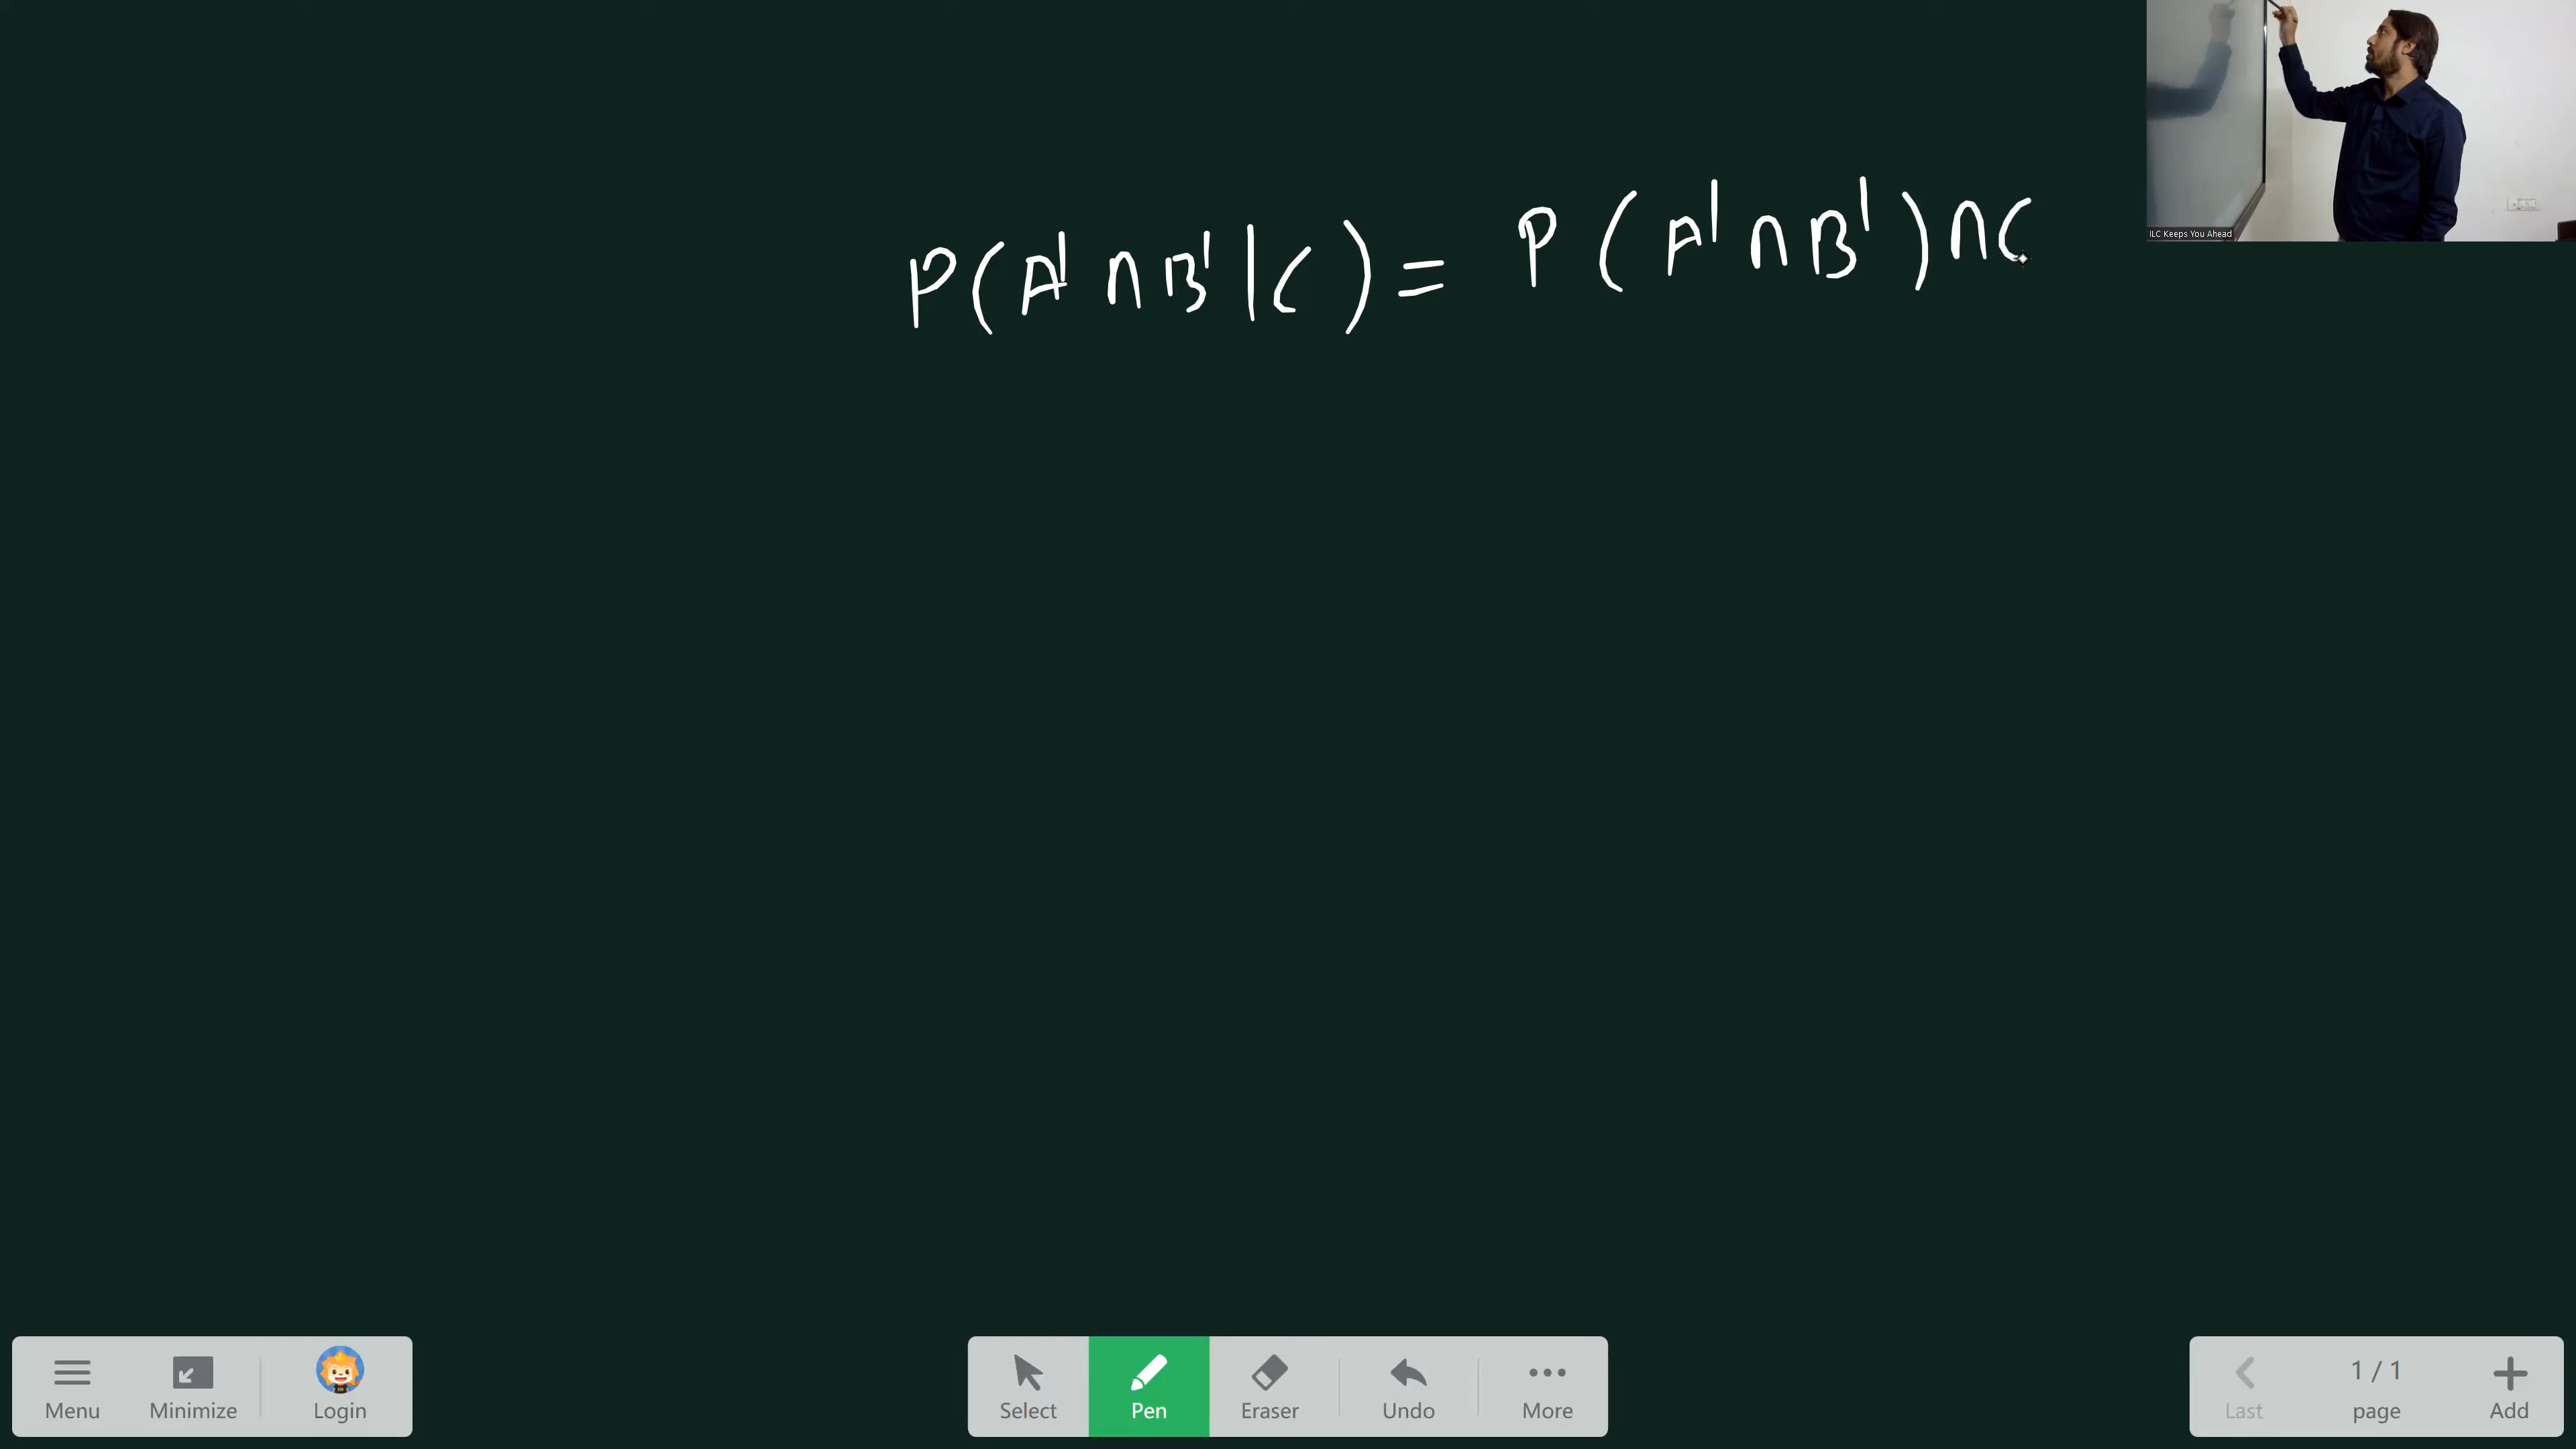 P(A'∩B'|C) = P(A'∩B')∩C
ILC Keeps You Ahead
Menu Minimize Login Select Pen Eraser Undo More Last 1 / 1 page Add